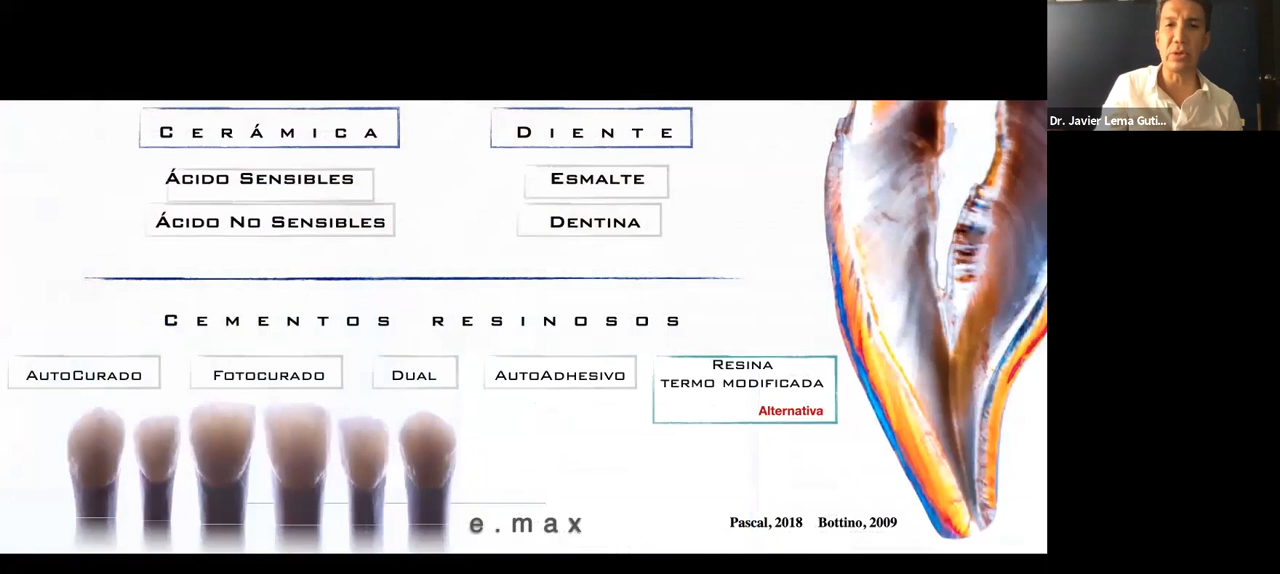 CERÁMICA
DIENTE
ÁCIDO SENSIBLES
ESMALTE
ÁCIDO NO SENSIBLES
DENTINA
CEMENTOS RESINOSOS
AUTOCURADO
FOTOCURADO
DUAL
AUTOADHESIVO
RESINA
TERMO MODIFICADA
Alternativa
e.max
Pascal, 2018 Bottino, 2009
Dr. Javier Lema Guti...